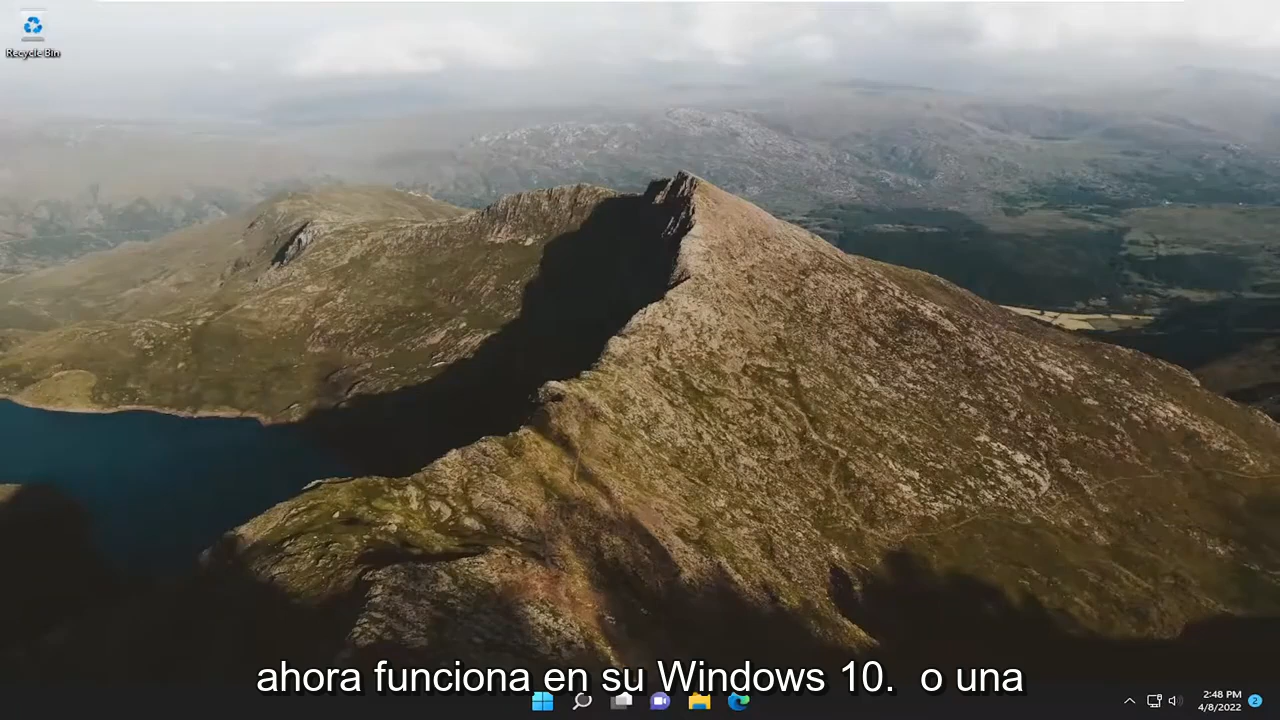 Recycle Bin
ahora funciona en su Windows 10.  o una
2:48 PM
4/8/2022
2